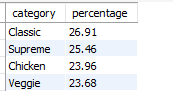 category percentage
Classic 26.91
Supreme 25.46
Chicken 23.96
Veggie 23.68